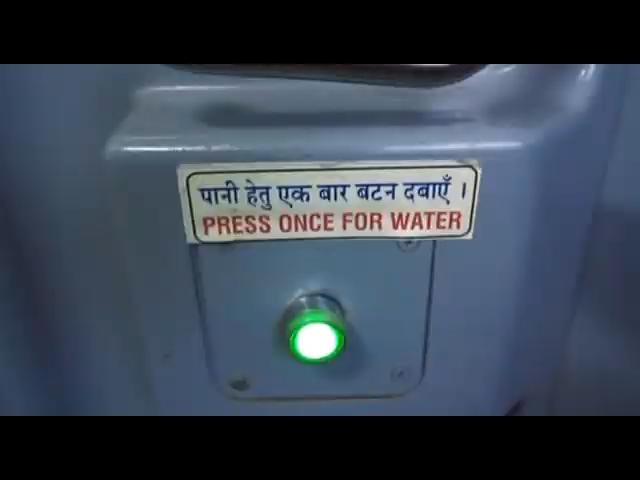 पानी हेतु एक बार बटन दबाएँ ।
PRESS ONCE FOR WATER